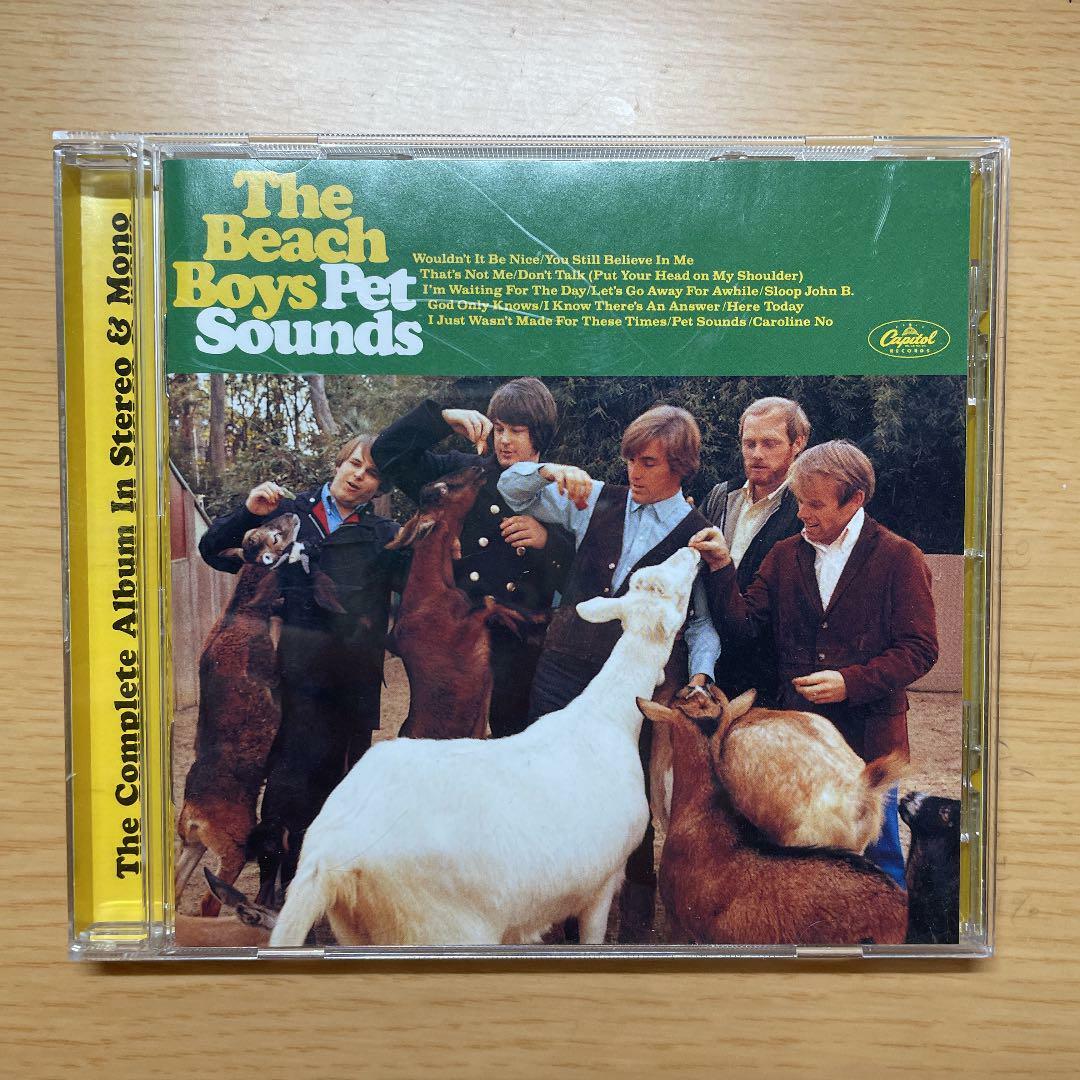 The Complete Album In Stereo & Mono
The
Beach
Boys Pet
Sounds
Wouldn't It Be Nice/You Still Believe In Me
That's Not Me/Don't Talk (Put Your Head on My Shoulder)
I'm Waiting For The Day/Let's Go Away For Awhile/Sloop John B.
God Only Knows/I Know There's An Answer/Here Today
I Just Wasn't Made For These Times/Pet Sounds/Caroline No
Capitol
RECORDS